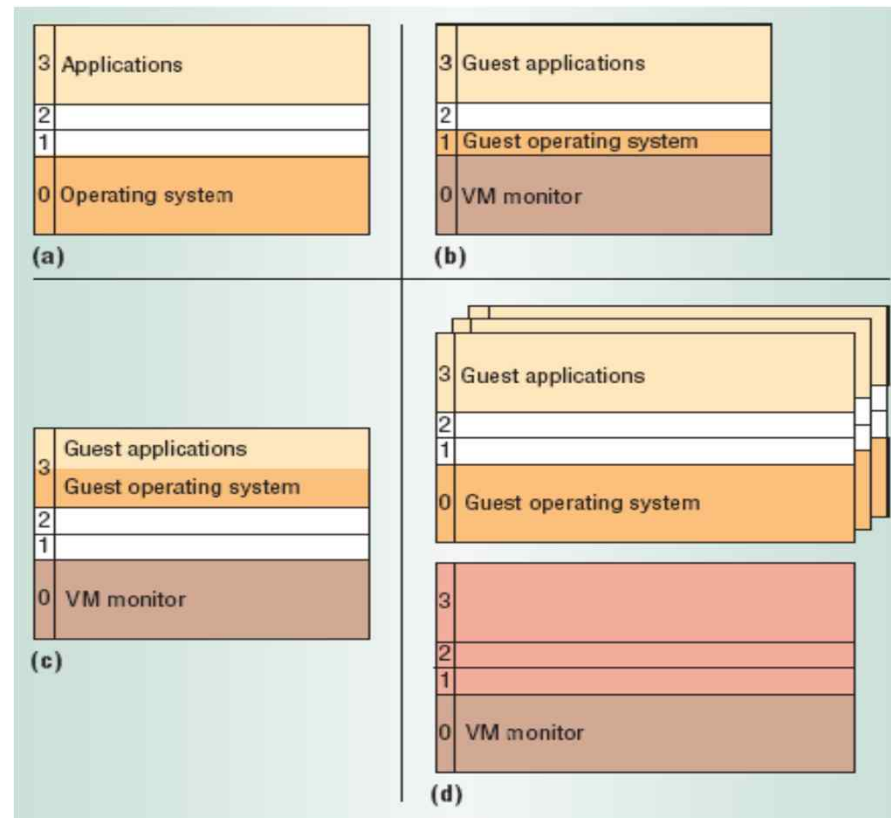 3 Applications
2
1
0 Operating system
(a)
3 Guest applications
2
1 Guest operating system
0 VM monitor
(b)
3
Guest applications
Guest operating system
2
1
0 VM monitor
(c)
3 Guest applications
2
1
0 Guest operating system
3
2
1
0 VM monitor
(d)